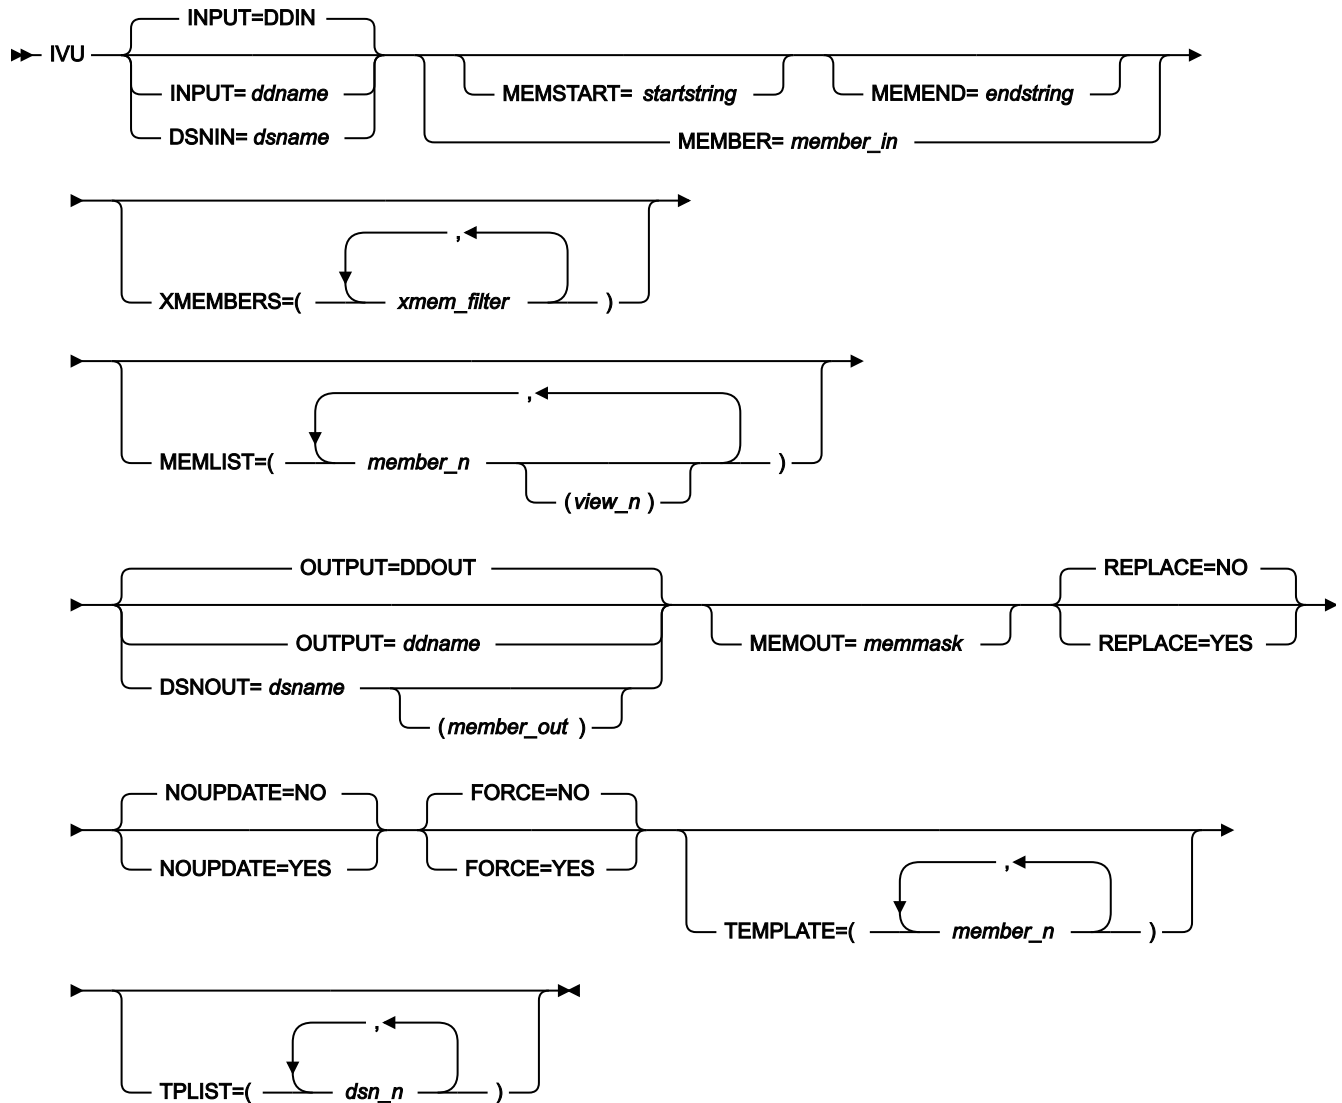 INPUT=DDIN
IVU
INPUT= ddname
MEMSTART= startstring
MEMEND= endstring
DSNIN= dsname
MEMBER= member_in
,
XMEMBERS=( xmem_filter )
,
MEMLIST=( member_n )
(view_n )
OUTPUT=DDOUT
REPLACE=NO
OUTPUT= ddname
MEMOUT= memmask
REPLACE=YES
DSNOUT= dsname
(member_out )
NOUPDATE=NO
FORCE=NO
NOUPDATE=YES
FORCE=YES
,
TEMPLATE=( member_n )
,
TPLIST=( dsn_n )